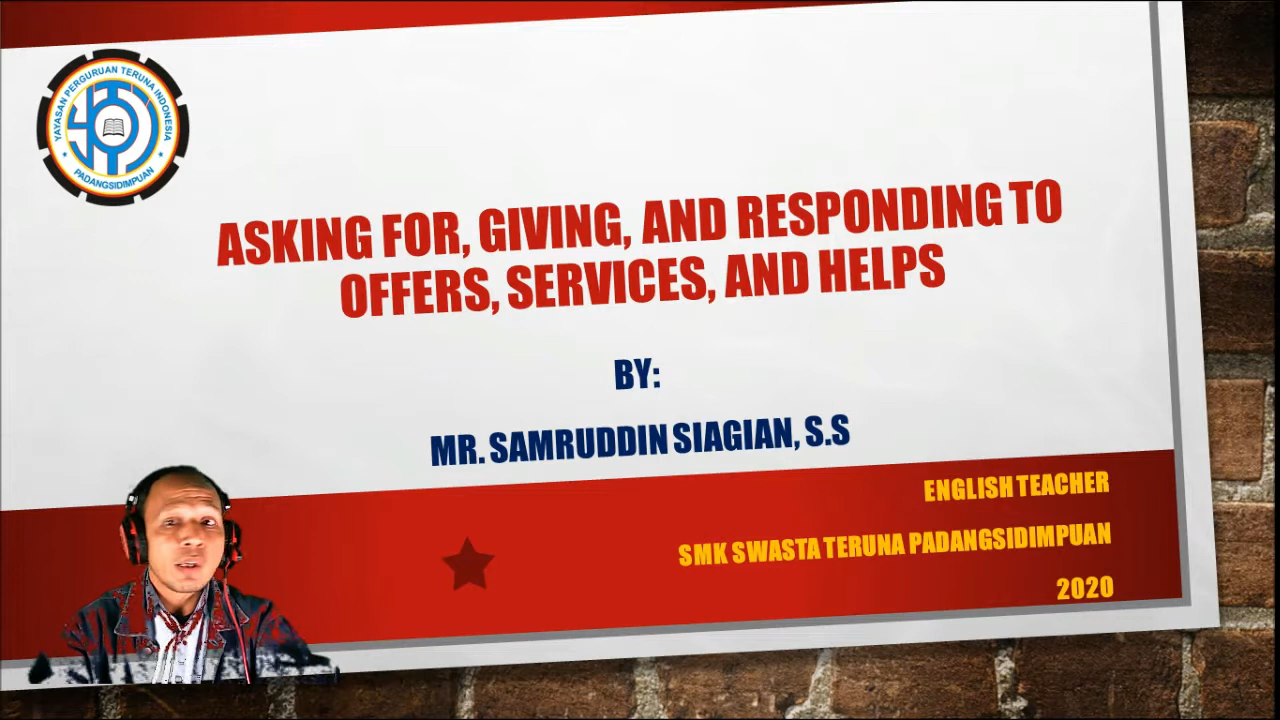 YAYASAN PERGURUAN TERUNA INDONESIA
PADANGSIDIMPUAN
ASKING FOR, GIVING, AND RESPONDING TO
OFFERS, SERVICES, AND HELPS
BY:
MR. SAMRUDDIN SIAGIAN, S.S
ENGLISH TEACHER
SMK SWASTA TERUNA PADANGSIDIMPUAN
2020